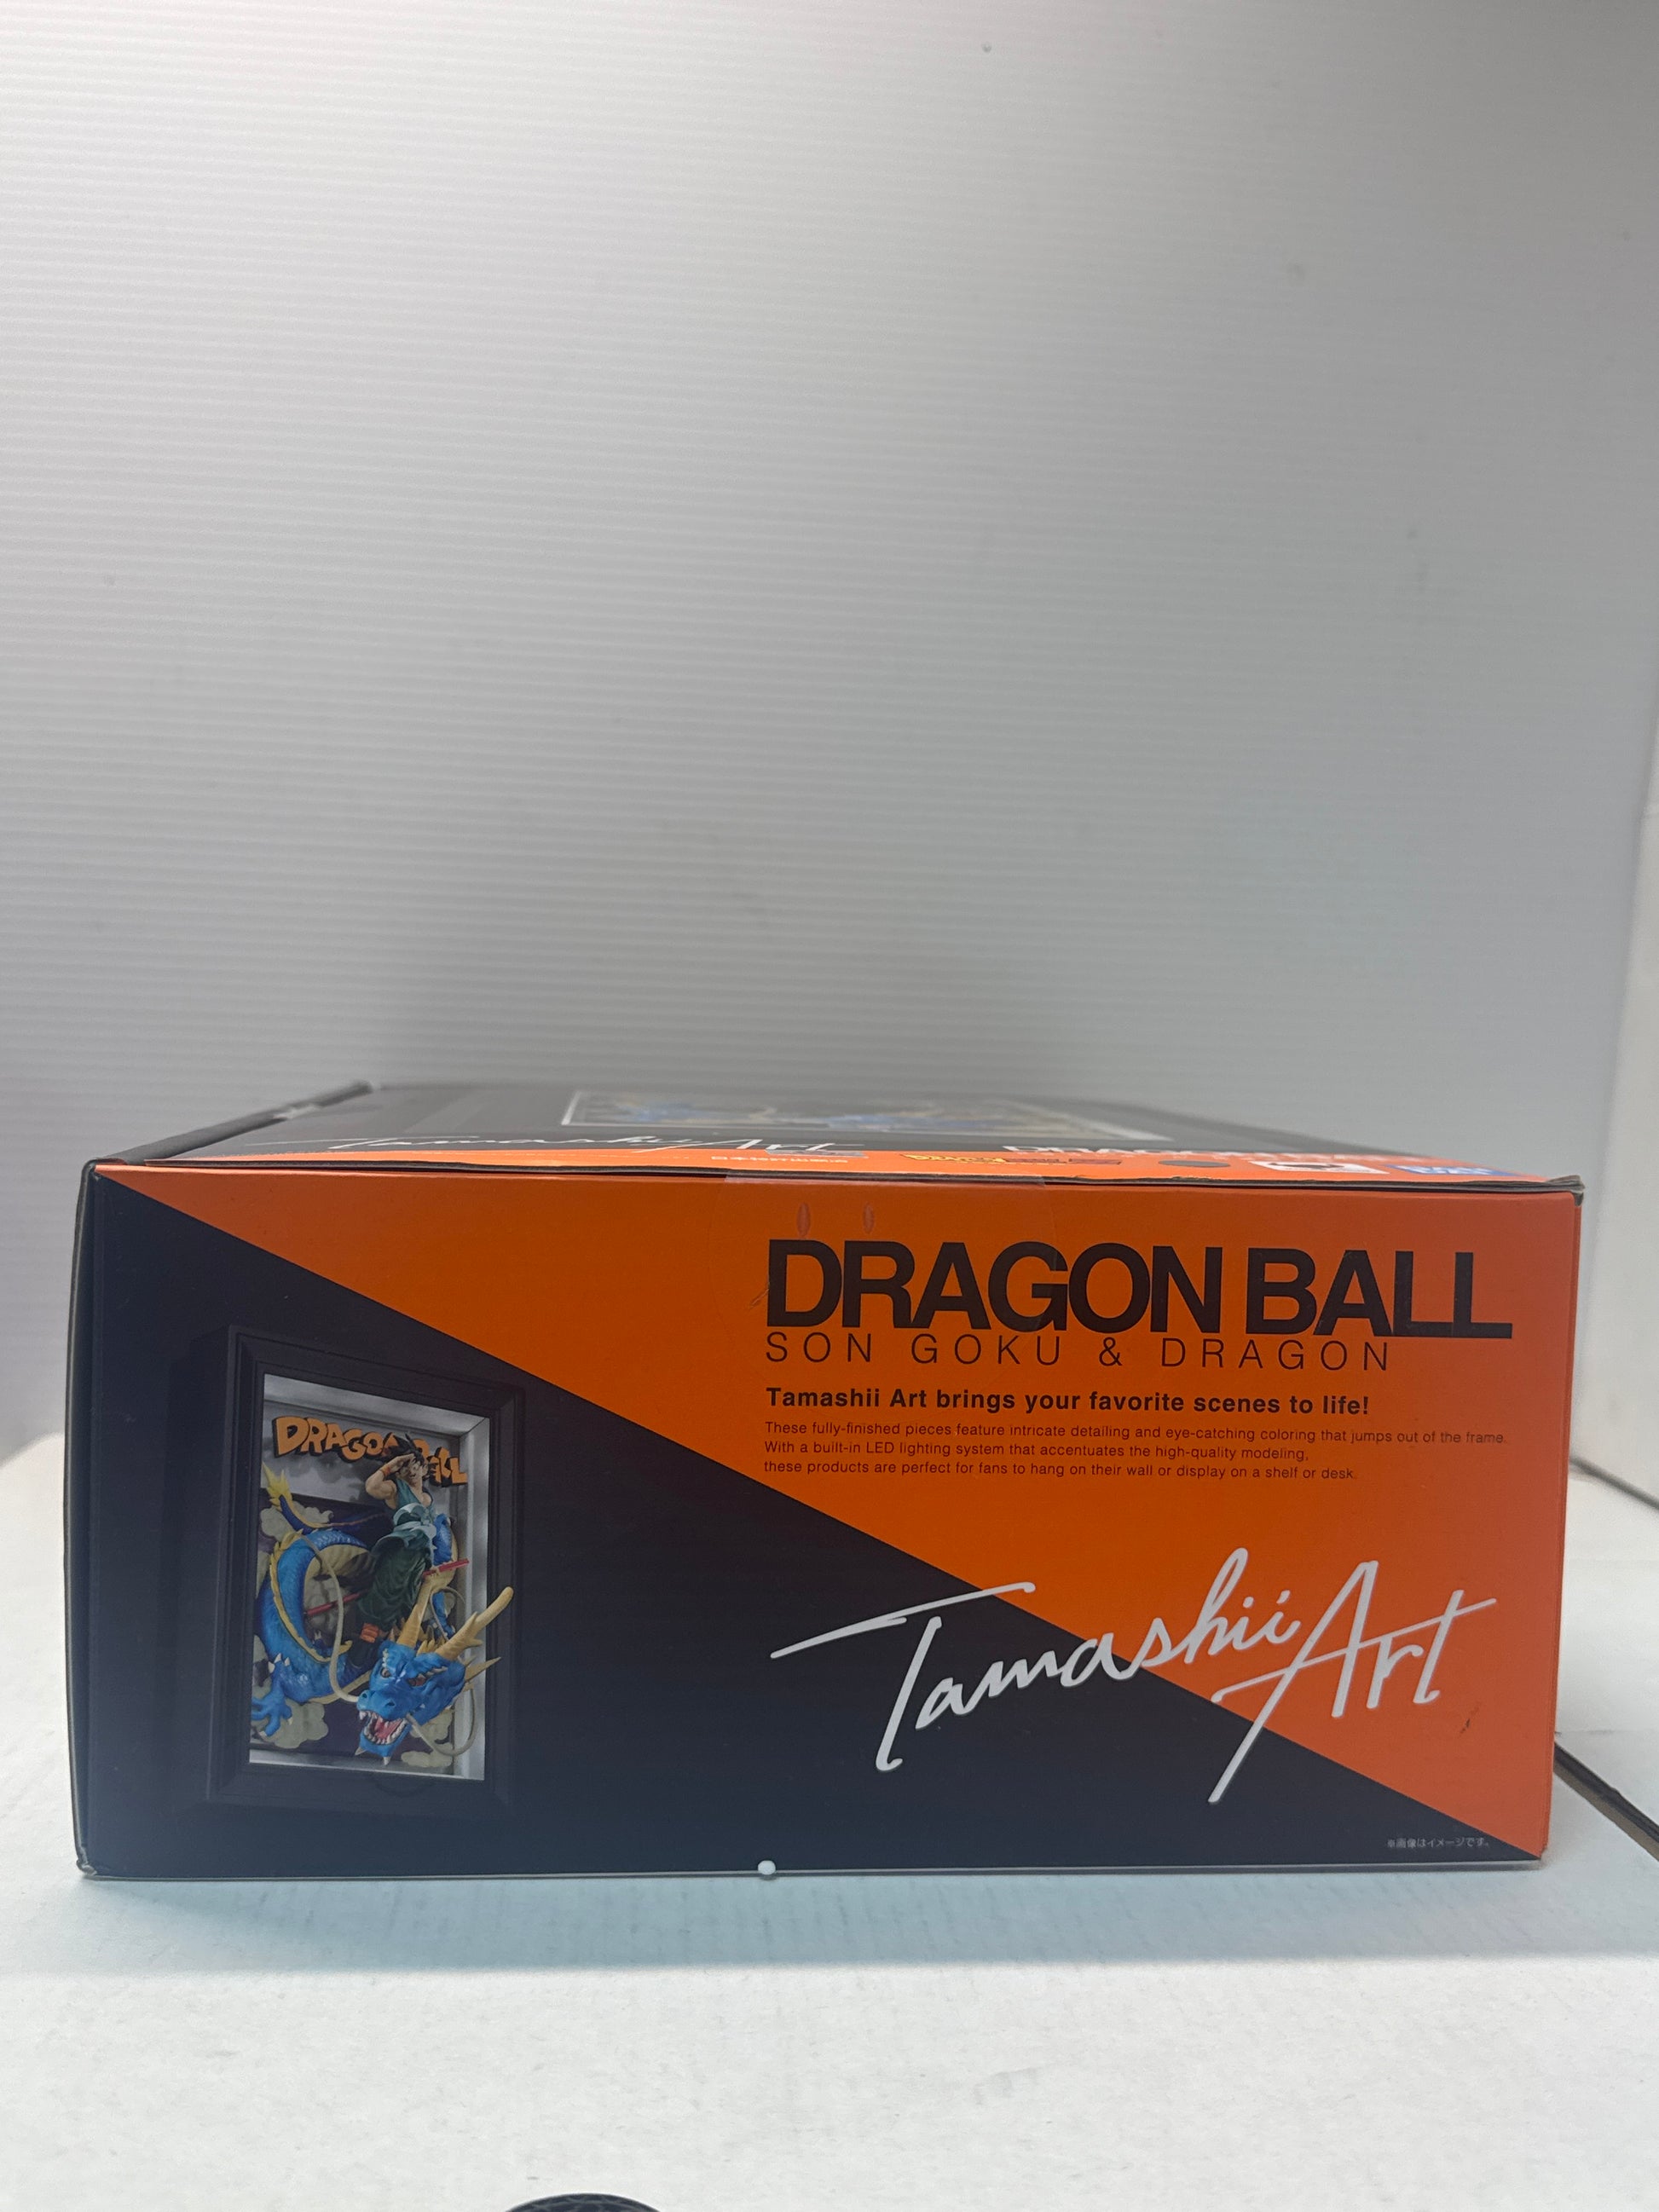 Tamashii Art
DRAGON BALL
SON GOKU & DRAGON
Tamashii Art brings your favorite scenes to life!
These fully-finished pieces feature intricate detailing and eye-catching coloring that jumps out of the frame.
With a built-in LED lighting system that accentuates the high-quality modeling,
these products are perfect for fans to hang on their wall or display on a shelf or desk.
Tamashii Art
※画像はイメージです。